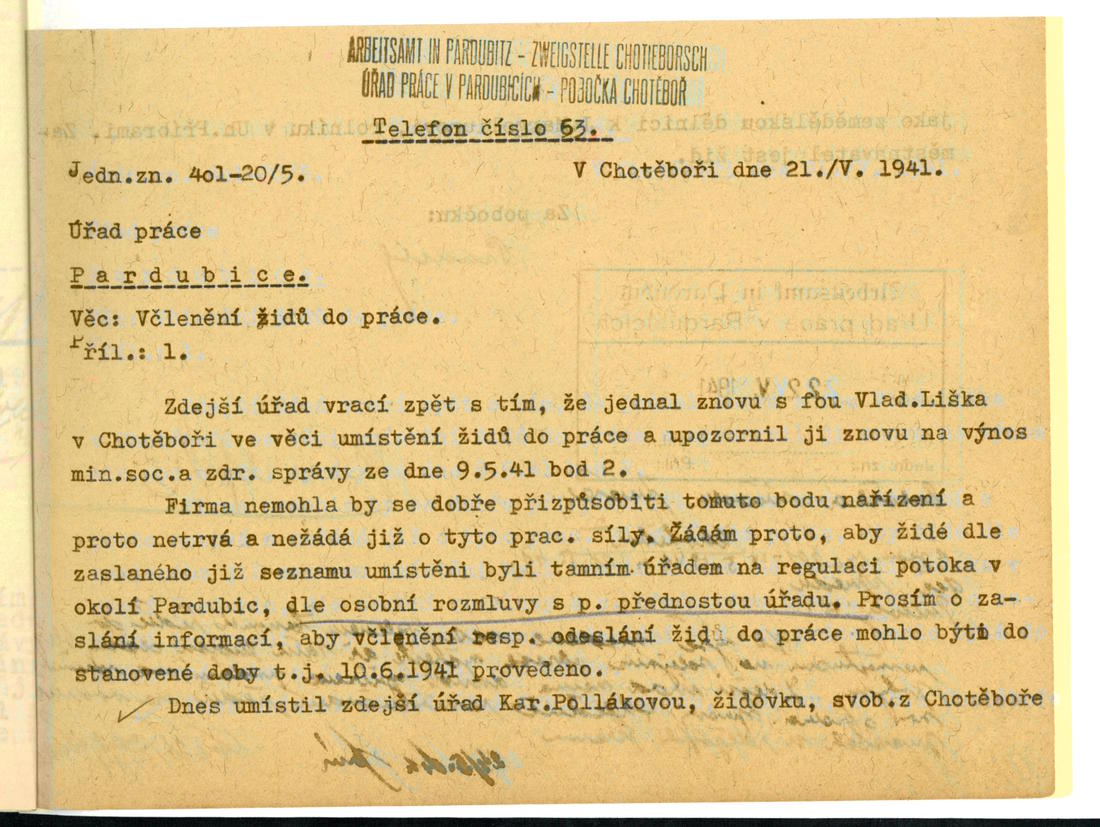 ARBEITSAMT IN PARDUBITZ – ZWEIGSTELLE CHOTIEBORSCH
ÚŘAD PRÁCE V PARDUBICÍCH – POBOČKA CHOTĚBOŘ
Telefon číslo 63.
Jedn.zn. 4o1-20/5.
V Chotěboři dne 21./V. 1941.
Úřad práce
P a r d u b i c e.
Věc: Včlenění židů do práce.
Příl.: 1.
Zdejší úřad vrací zpět s tím, že jednal znovu s fou Vlad.Liška
v Chotěboři ve věci umístění židů do práce a upozornil ji znovu na výnos
min.soc.a zdr. správy ze dne 9.5.41 bod 2.
Firma nemohla by se dobře přizpůsobiti tomuto bodu nařízení a
proto netrvá a nežádá již o tyto prac. síly. Žádám proto, aby židé dle
zaslaného již seznamu umístěni byli tamním úřadem na regulaci potoka v
okolí Pardubic, dle osobní rozmluvy s p. přednostou úřadu. Prosím o za-
slání informací, aby včlenění resp. odeslání židů do práce mohlo býti do
stanovené doby t.j. 10.6.1941 provedeno.
Dnes umístil zdejší úřad Kar.Pollákovou, židovku, svob.z Chotěboře